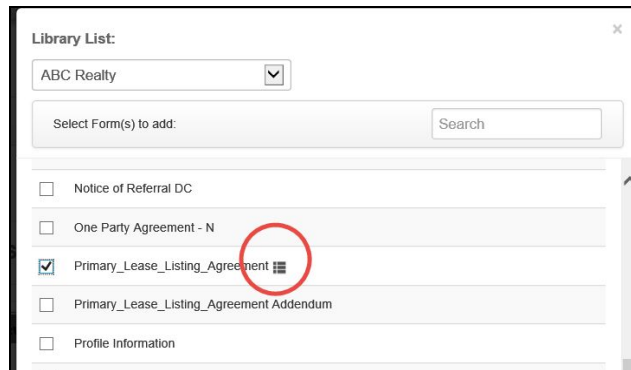 Library List:
ABC Realty
Select Form(s) to add:
Search
Notice of Referral DC
One Party Agreement - N
Primary_Lease_Listing_Agreement
Primary_Lease_Listing_Agreement Addendum
Profile Information